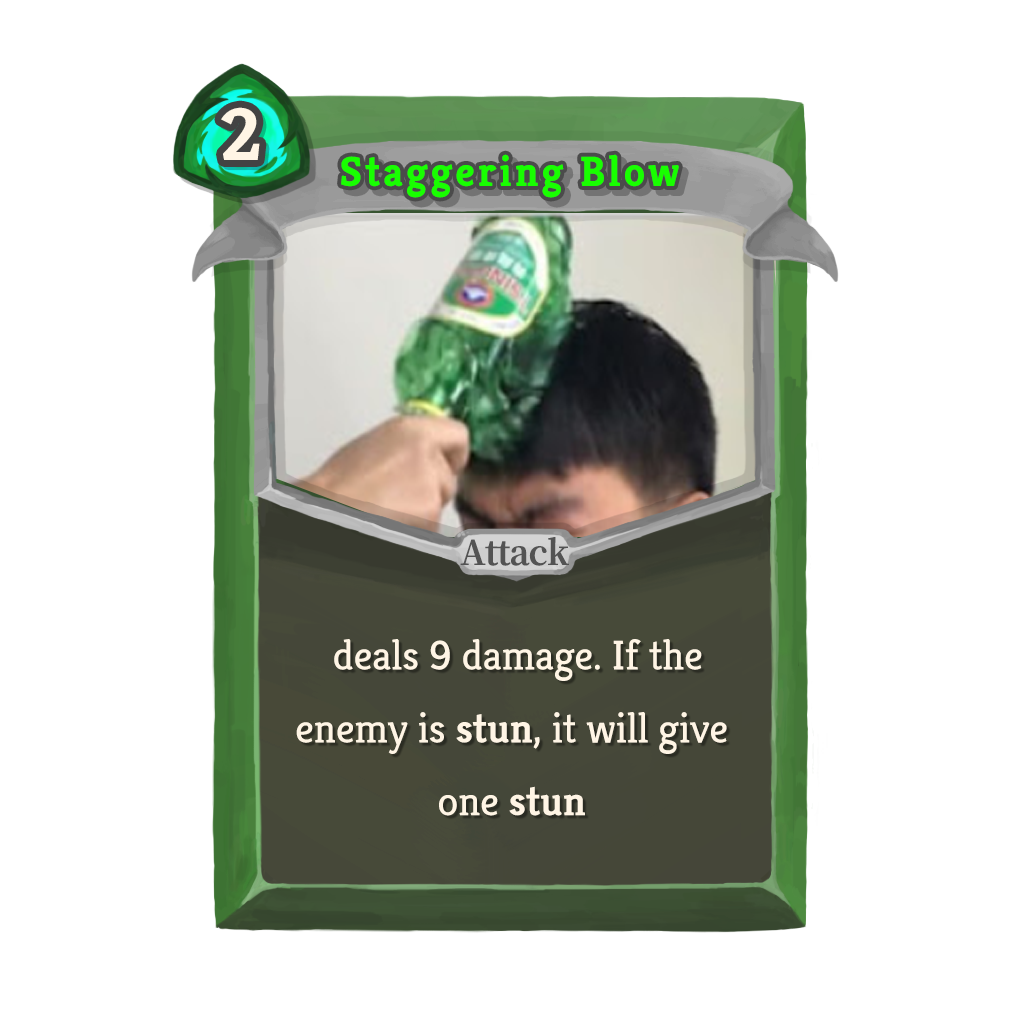 2
Staggering Blow
Attack
deals 9 damage. If the
enemy is stun, it will give
one stun